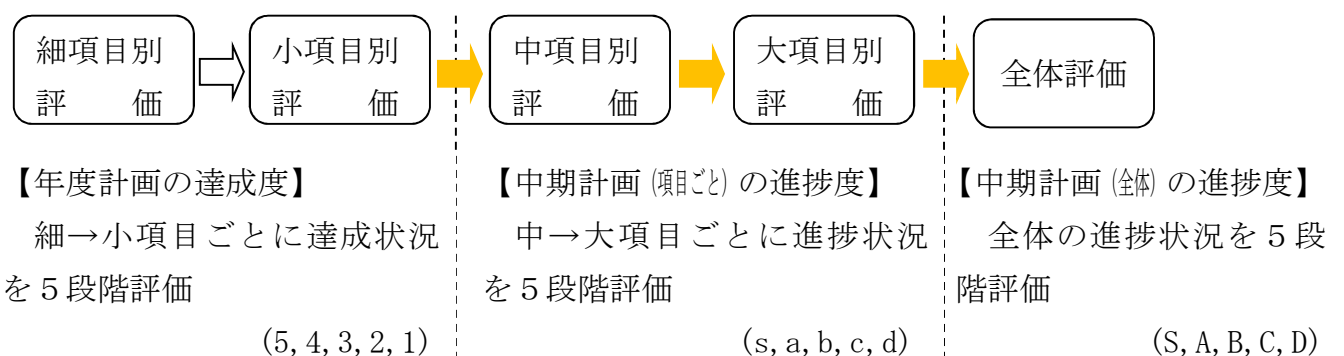 細項目別
評　　価
小項目別
評　　価
中項目別
評　　価
大項目別
評　　価
全体評価
【年度計画の達成度】
細→小項目ごとに達成状況
を５段階評価
(5,4,3,2,1)
【中期計画(項目ごと)の進捗度】
中→大項目ごとに進捗状況
を５段階評価
(s,a,b,c,d)
【中期計画(全体)の進捗度】
全体の進捗状況を５段
階評価
(S,A,B,C,D)